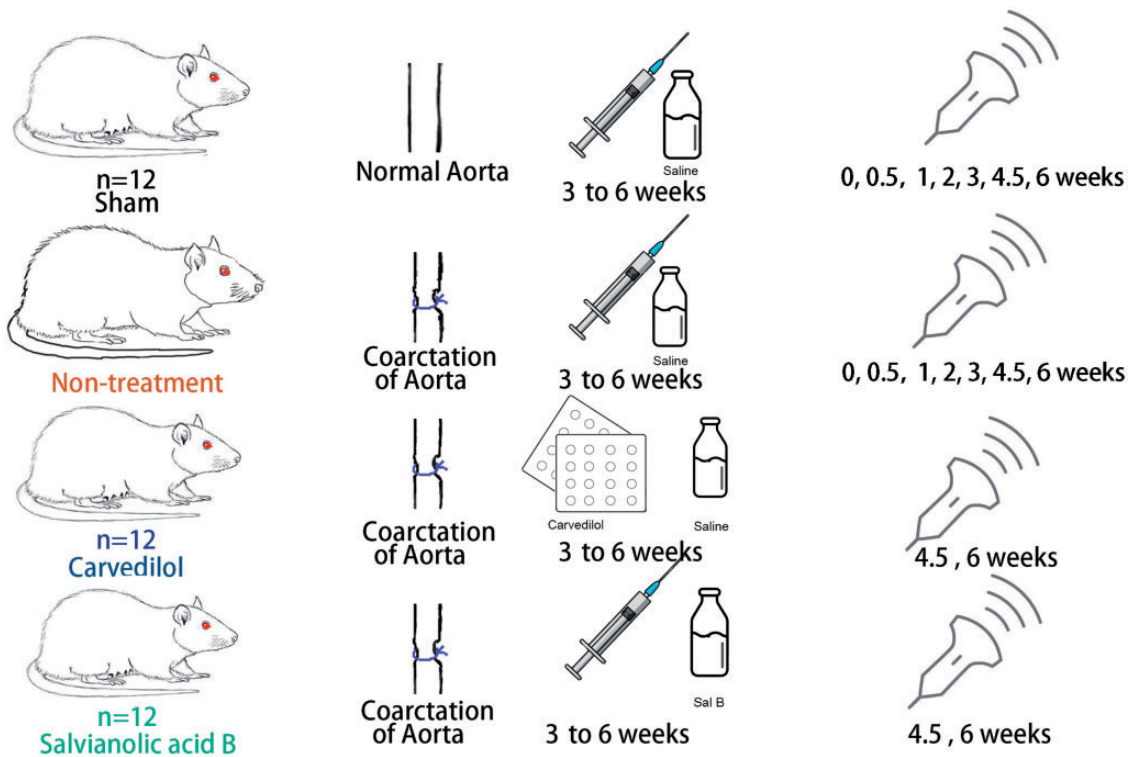 n=12
Sham
Normal Aorta
Saline
3 to 6 weeks
0, 0.5, 1, 2, 3, 4.5, 6 weeks
Non-treatment
Coarctation
of Aorta
Saline
3 to 6 weeks
0, 0.5, 1, 2, 3, 4.5, 6 weeks
n=12
Carvedilol
Coarctation
of Aorta
Carvedilol
Saline
3 to 6 weeks
4.5 , 6 weeks
n=12
Salvianolic acid B
Coarctation
of Aorta
Sal B
3 to 6 weeks
4.5 , 6 weeks